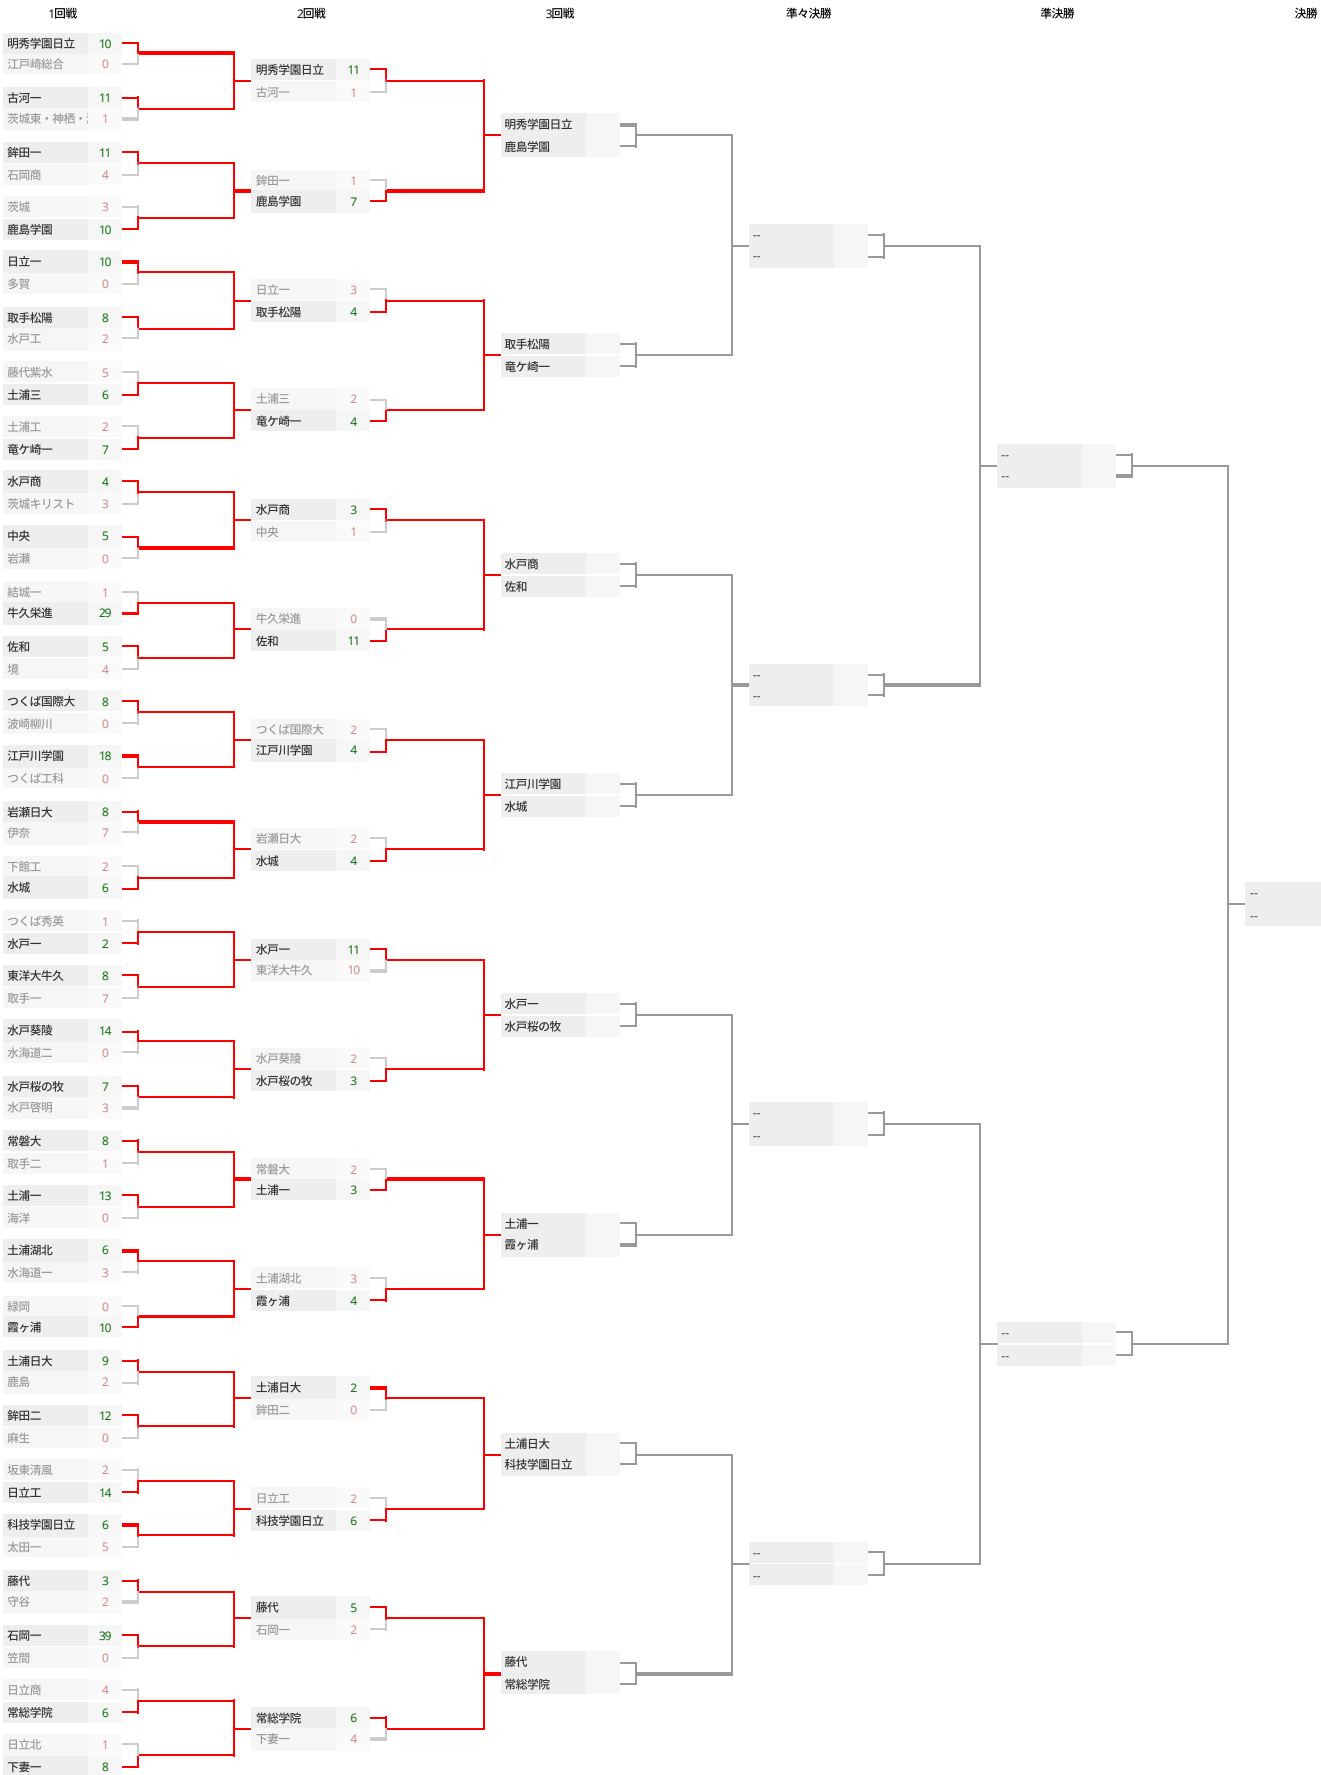 1回戦
2回戦
3回戦
準々決勝
準決勝
決勝
明秀学園日立 10
江戸崎総合 0
古河一 11
茨城東・神栖・ 1
鉾田一 11
石岡商 4
茨城 3
鹿島学園 10
日立一 10
多賀 0
取手松陽 8
水戸工 2
藤代紫水 5
土浦三 6
土浦工 2
竜ケ崎一 7
水戸商 4
茨城キリスト 3
中央 5
岩瀬 0
結城一 1
牛久栄進 29
佐和 5
境 4
つくば国際大 8
波崎柳川 0
江戸川学園 18
つくば工科 0
岩瀬日大 8
伊奈 7
下館工 2
水城 6
つくば秀英 1
水戸一 2
東洋大牛久 8
取手一 7
水戸葵陵 14
水海道二 0
水戸桜の牧 7
水戸啓明 3
常磐大 8
取手二 1
土浦一 13
海洋 0
土浦湖北 6
水海道一 3
緑岡 0
霞ヶ浦 10
土浦日大 9
鹿島 2
鉾田二 12
麻生 0
坂東清風 2
日立工 14
科技学園日立 6
太田一 5
藤代 3
守谷 2
石岡一 39
笠間 0
日立商 4
常総学院 6
日立北 1
下妻一 8
明秀学園日立 11
古河一 1
鉾田一 1
鹿島学園 7
日立一 3
取手松陽 4
土浦三 2
竜ケ崎一 4
水戸商 3
中央 1
牛久栄進 0
佐和 11
つくば国際大 2
江戸川学園 4
岩瀬日大 2
水城 4
水戸一 11
東洋大牛久 10
水戸葵陵 2
水戸桜の牧 3
常磐大 2
土浦一 3
土浦湖北 3
霞ヶ浦 4
土浦日大 2
鉾田二 0
日立工 2
科技学園日立 6
藤代 5
石岡一 2
常総学院 6
下妻一 4
明秀学園日立
鹿島学園
取手松陽
竜ケ崎一
水戸商
佐和
江戸川学園
水城
水戸一
水戸桜の牧
土浦一
霞ヶ浦
土浦日大
科技学園日立
藤代
常総学院
--
--
--
--
--
--
--
--
--
--
--
--
--
--